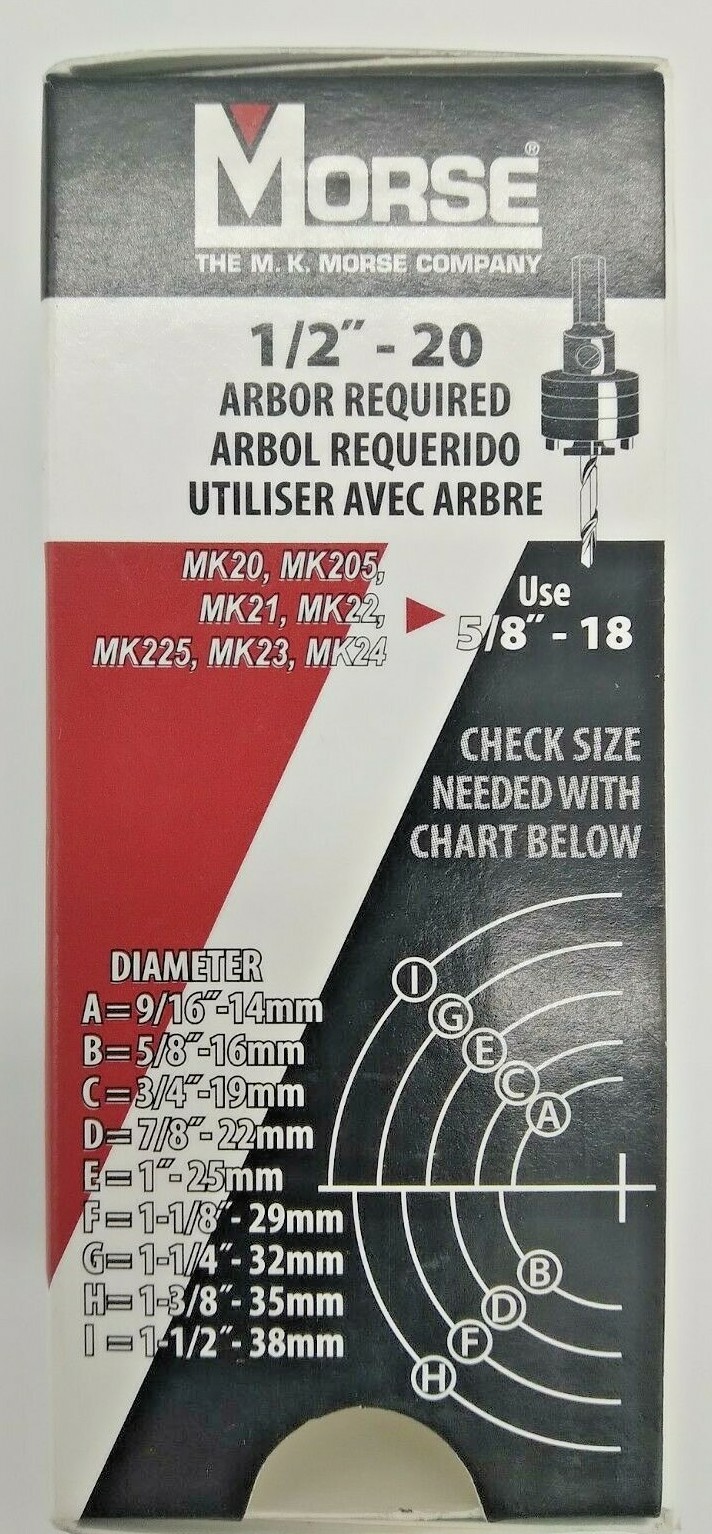 MORSE®
THE M. K. MORSE COMPANY
1/2″ - 20
ARBOR REQUIRED
ARBOL REQUERIDO
UTILISER AVEC ARBRE
MK20, MK205,
MK21, MK22,
MK225, MK23, MK24
Use
5/8″ - 18
CHECK SIZE
NEEDED WITH
CHART BELOW
DIAMETER
A=9/16″-14mm
B=5/8″-16mm
C=3/4″-19mm
D=7/8″-22mm
E=1″-25mm
F=1-1/8″-29mm
G=1-1/4″-32mm
H=1-3/8″-35mm
I=1-1/2″-38mm
I
G
E
C
A
B
D
F
H